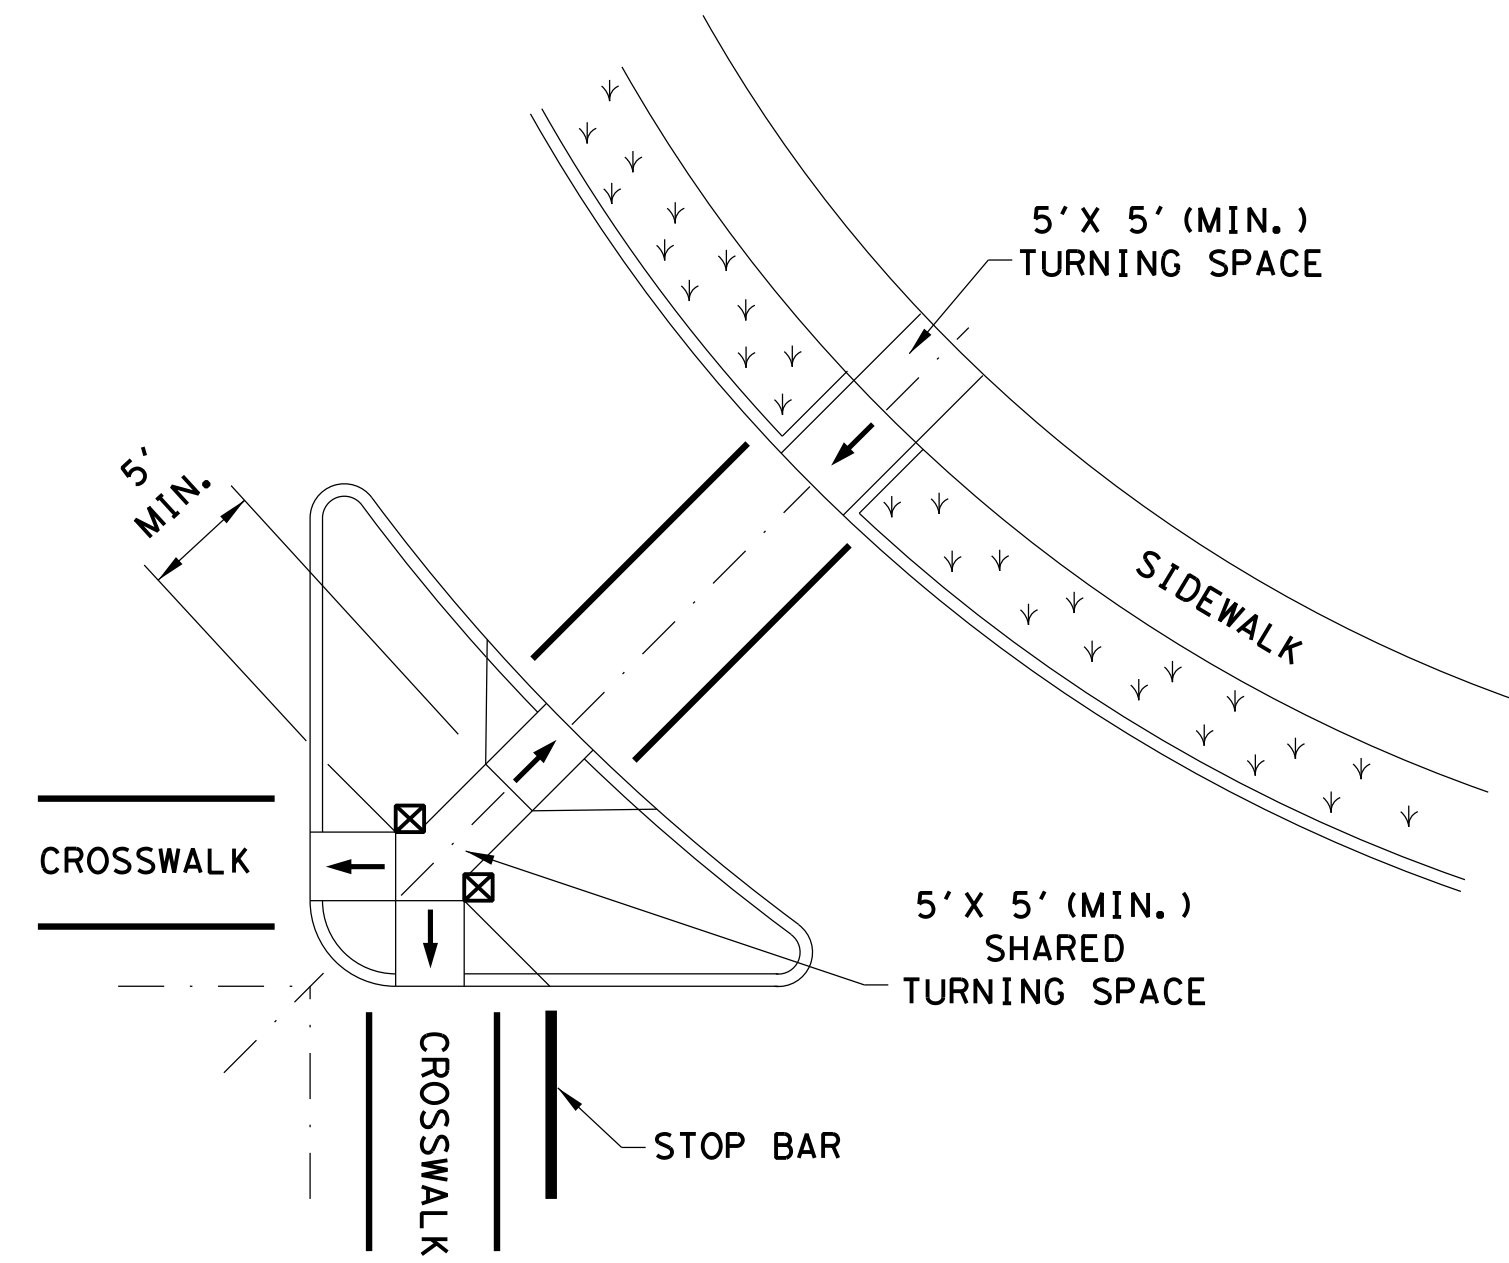 5' X 5' (MIN.)
TURNING SPACE
5'
MIN.
SIDEWALK
CROSSWALK
5' X 5' (MIN.)
SHARED
TURNING SPACE
CROSSWALK
STOP BAR